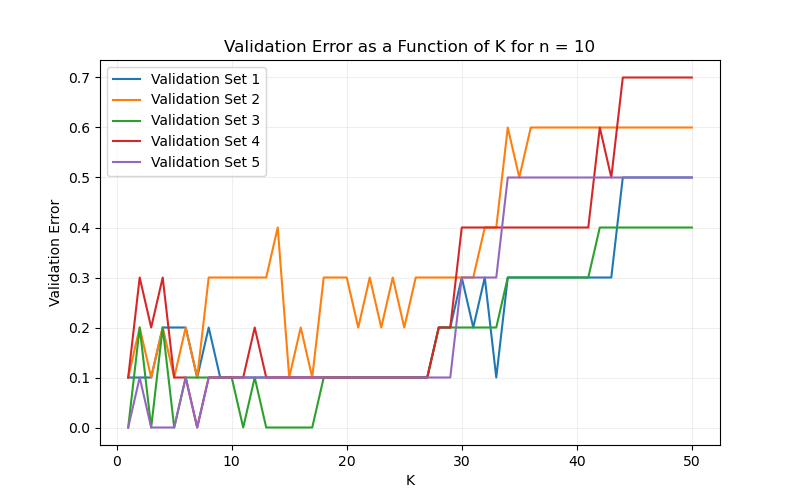 Validation Error as a Function of K for n = 10
Validation Set 1
Validation Set 2
Validation Set 3
Validation Set 4
Validation Set 5
Validation Error
0.7
0.6
0.5
0.4
0.3
0.2
0.1
0.0
0 10 20 30 40 50
K